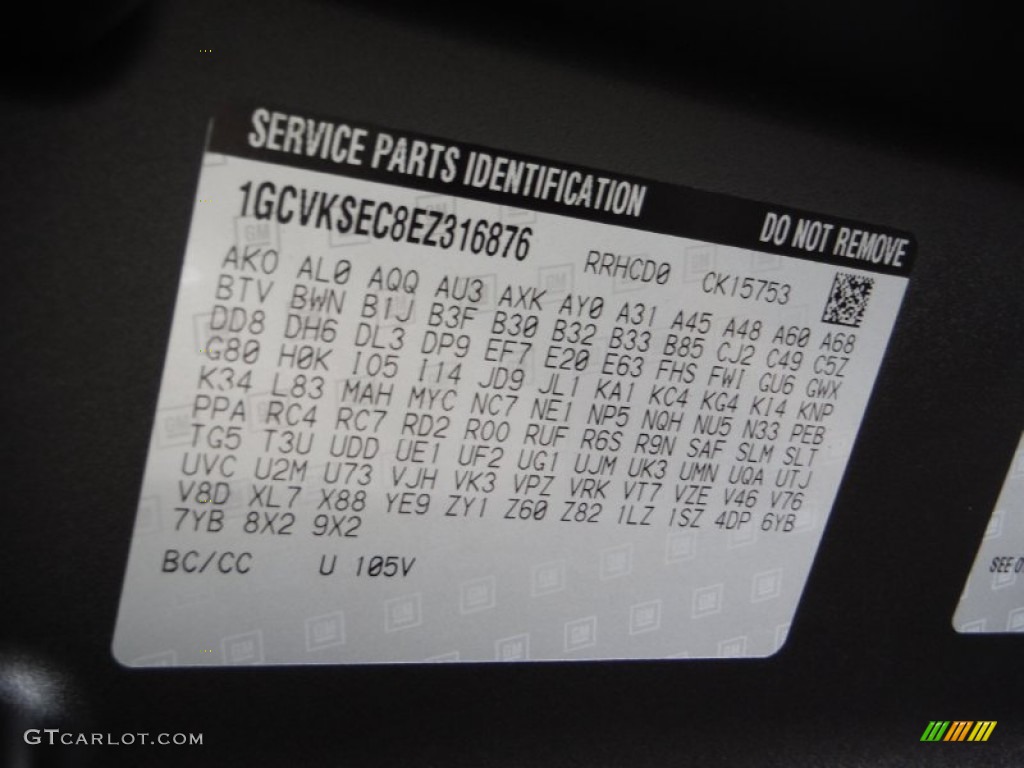 SERVICE PARTS IDENTIFICATION DO NOT REMOVE
1GCVKSEC8EZ316876 RRHCD0 CK15753
AKO AL0 AQQ AU3 AXK AY0 A31 A45 A48 A60 A68
BTV BWN B1J B3F B30 B32 B33 B85 CJ2 C49 C5Z
DD8 DH6 DL3 DP9 EF7 E20 E63 FHS FWI GU6 GWX
G80 H0K IO5 I14 JD9 JL1 KA1 KC4 KG4 K14 KNP
K34 L83 MAH MYC NC7 NE1 NP5 NQH NU5 N33 PEB
PPA RC4 RC7 RD2 R00 RUF R6S R9N SAF SLM SLT
TG5 T3U UDD UE1 UF2 UG1 UJM UK3 UMN UQA UTJ
UVC U2M U73 VJH VK3 VPZ VRK VT7 VZE V46 V76
V8D XL7 X88 YE9 ZY1 Z60 Z82 1LZ 1SZ 4DP 6YB
7YB 8X2 9X2
BC/CC U 105V
SEE O
GTCARLOT.COM